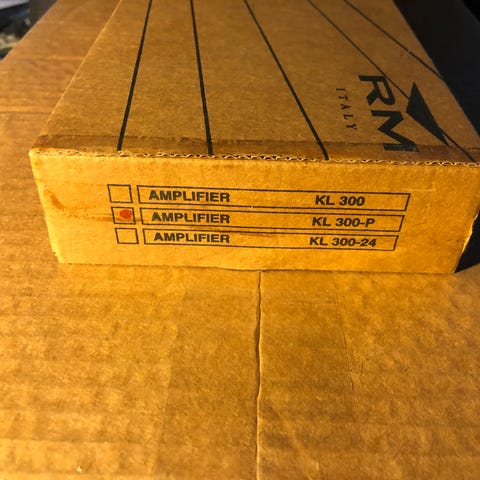 RM
ITALY
AMPLIFIER KL 300
AMPLIFIER KL 300-P
AMPLIFIER KL 300-24